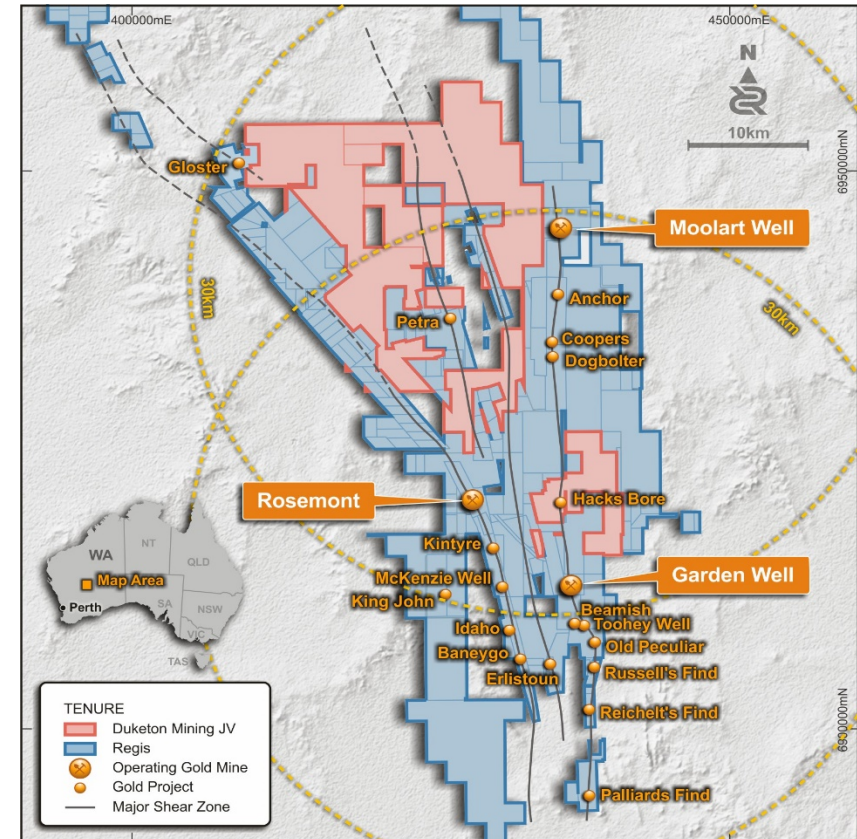 400000mE
450000mE
N
10km
6950000mN
Gloster
Moolart Well
30km
30km
Anchor
Petra
Coopers
Dogbolter
Rosemont
Hacks Bore
Kintyre
Garden Well
McKenzie Well
King John
Beamish
Toohey Well
Idaho
Old Peculiar
Baneygo
Erlistoun
Russell's Find
Reichelt's Find
Palliards Find
WA
NT
QLD
Map Area
SA
NSW
Perth
VIC
TAS
TENURE
Duketon Mining JV
Regis
Operating Gold Mine
Gold Project
Major Shear Zone